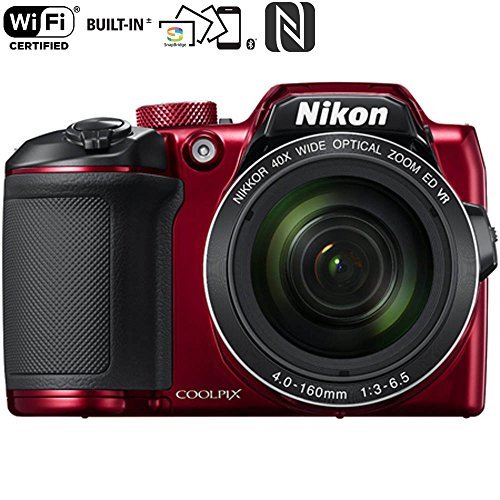 WiFi®
CERTIFIED
BUILT-IN±
SnapBridge
N
Nikon
NIKKOR 40X WIDE OPTICAL ZOOM ED VR
COOLPIX
4.0-160mm 1:3-6.5